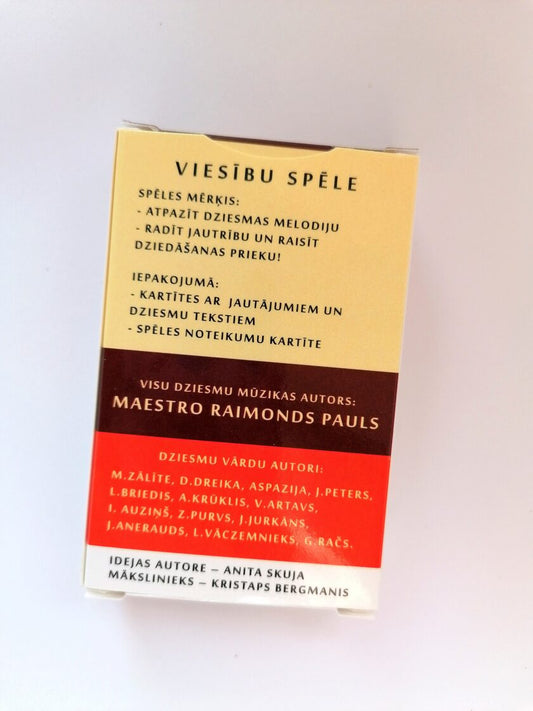 VIESĪBU SPĒLE
SPĒLES MĒRĶIS:
- ATPAZĪT DZIESMAS MELODIJU
- RADĪT JAUTRĪBU UN RAISĪT
DZIEDĀŠANAS PRIEKU!
IEPAKOJUMĀ:
- KARTĪTES AR JAUTĀJUMIEM UN
DZIESMU TEKSTIEM
- SPĒLES NOTEIKUMU KARTĪTE
VISU DZIESMU MŪZIKAS AUTORS:
MAESTRO RAIMONDS PAULS
DZIESMU VĀRDU AUTORI:
M.ZĀLĪTE, D.DREIKA, ASPAZIJA, J.PETERS,
L.BRIEDIS, A.KRŪKLIS, V.ARTAVS,
I. AUZIŅŠ, Z.PURVS, J.JURKĀNS,
J.ANERAUDS, L.VĀCZEMNIEKS, G.RAČS.
IDEJAS AUTORE – ANITA SKUJA
MĀKSLINIEKS – KRISTAPS BERGMANIS